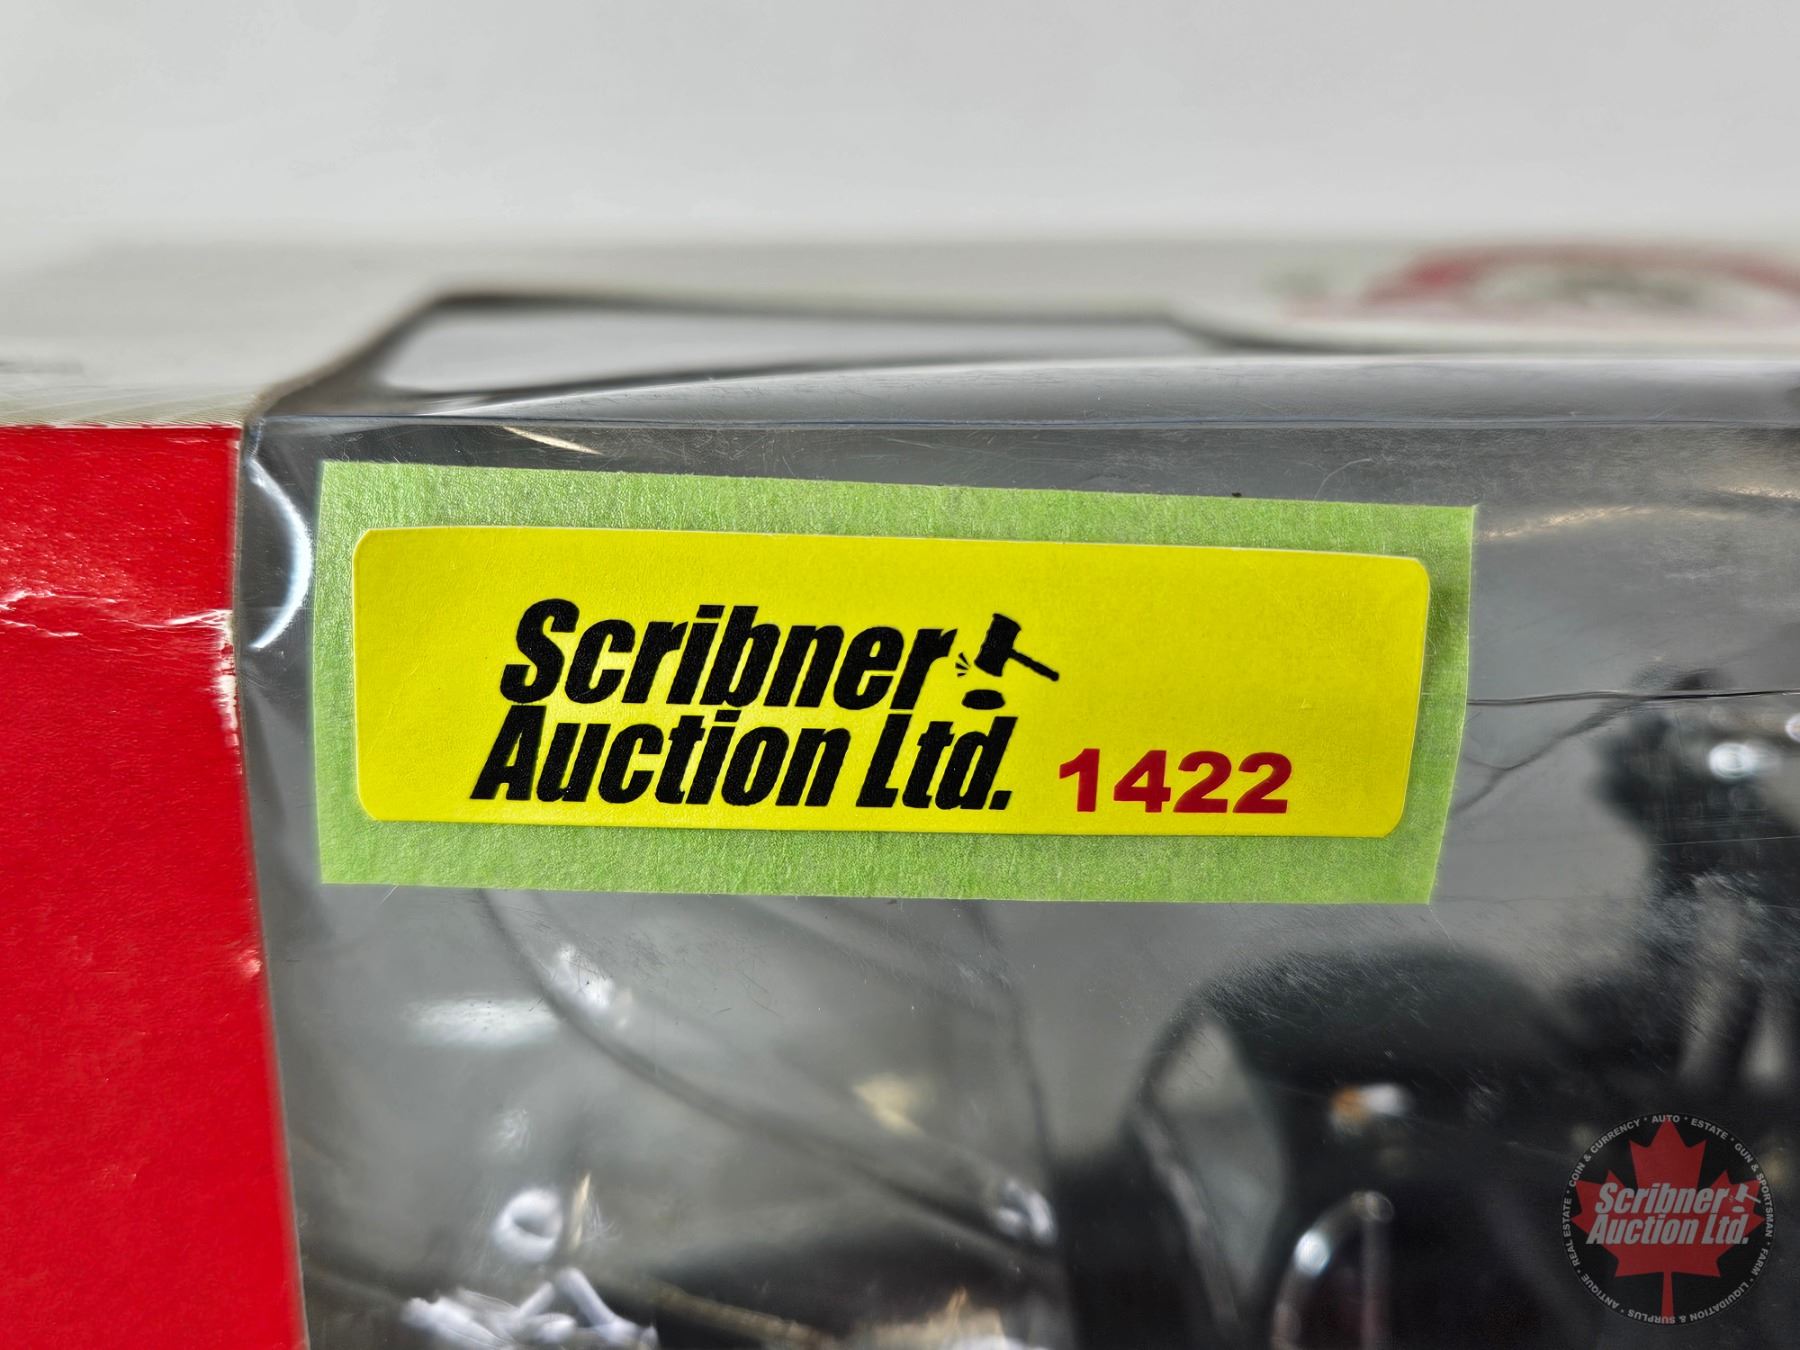 Scribner
Auction Ltd. 1422
COIN & CURRENCY * AUTO * ESTATE * GUN & SPORTSMAN * FARM * LIQUIDATION & SURPLUS * ANTIQUE * REAL ESTATE *
Scribner
Auction Ltd.